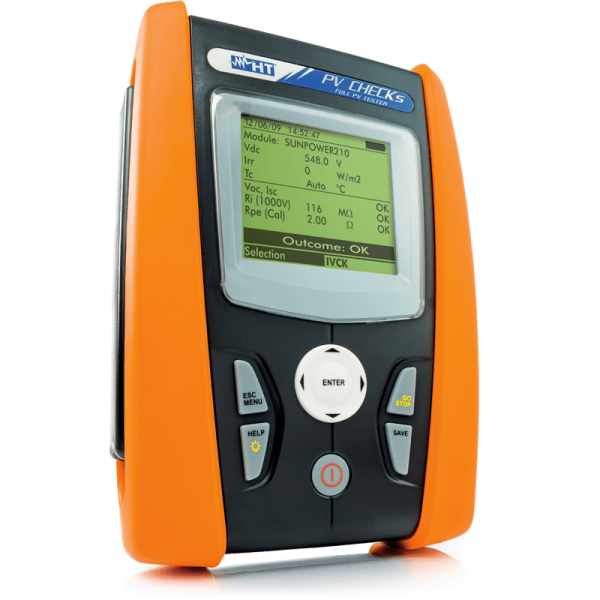 HT
PV CHECKs
FULL PV TESTER
12/06/09 14:52:47
Module: SUNPOWER210
Vdc 548.0 V
Irr 0 W/m2
Tc Auto °C
Voc, Isc OK
Ri (1000V) 116 MΩ OK
Rpe (Cal) 2.00 Ω OK
Outcome: OK
Selection IVCK
ESC
MENU
ENTER
GO
STOP
HELP
SAVE